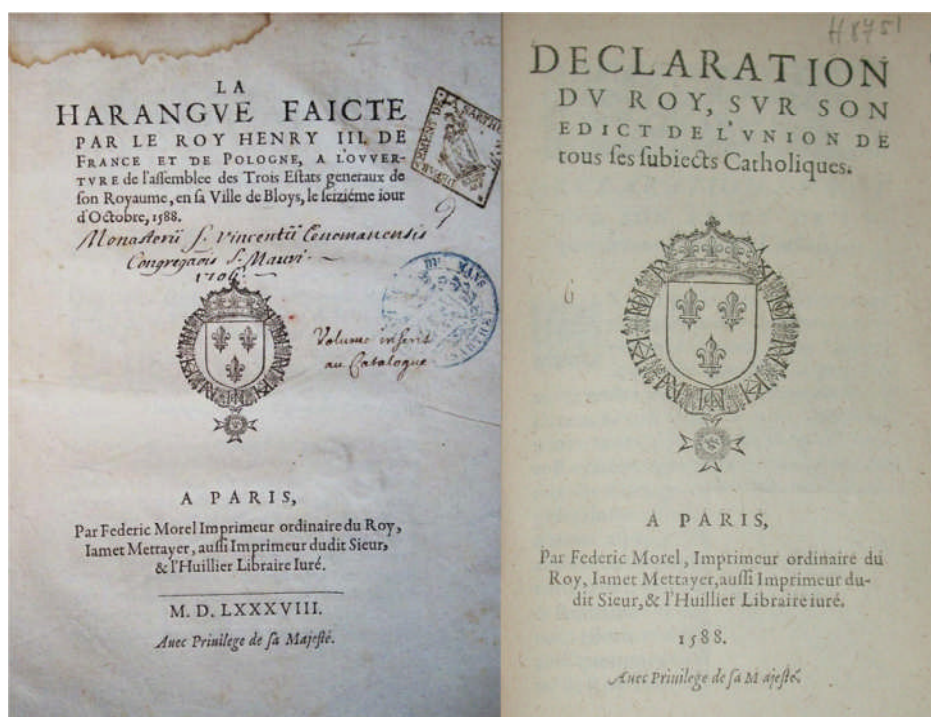 LA
HARANGVE FAICTE
PAR LE ROY HENRY III. DE
FRANCE ET DE POLOGNE, A L'OVVER-
TVRE de l'aſſemblee des Trois Eſtats generaux de
ſon Royaume, en ſa Ville de Bloys, le ſeiziéme iour
d'Octobre, 1588.
Monasterii S. Vincentii Cenomanensis
Congregaõis S. Mauri.
1706.
Volume inſcrit
au Catalogue
A PARIS,
Par Federic Morel Imprimeur ordinaire du Roy,
Iamet Mettayer, auſſi Imprimeur dudit Sieur,
& l'Huillier Libraire Iuré.
M. D. LXXXVIII.
Auec Priuilege de ſa Majeſté.
H 8751
DECLARATION
DV ROY, SVR SON
EDICT DE L'VNION DE
tous ſes ſubiects Catholiques.
6
A PARIS,
Par Federic Morel, Imprimeur ordinaire du
Roy, Iamet Mettayer, auſſi Imprimeur du-
dit Sieur, & l'Huillier Libraire iuré.
1588.
Auec Priuilege de ſa Majeſté.